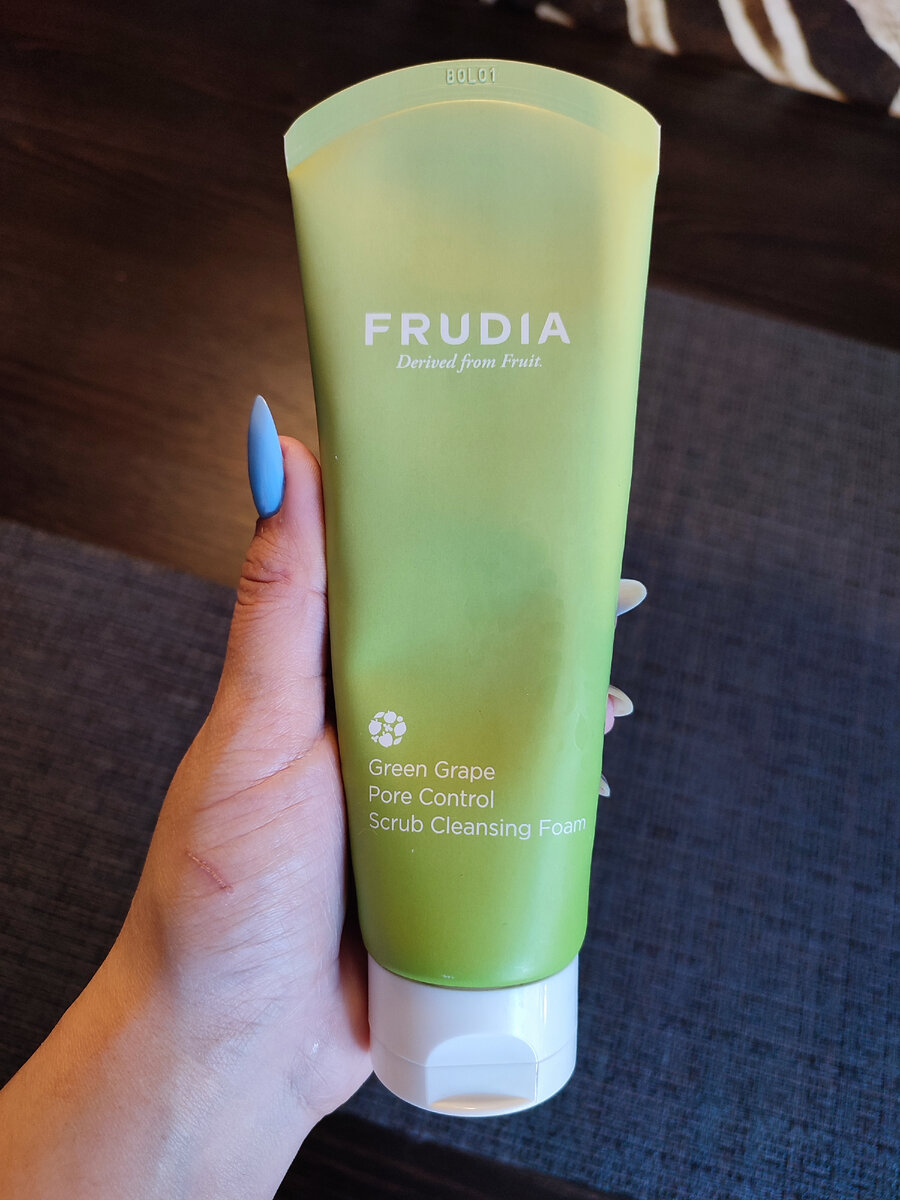 80L01
FRUDIA
Derived from Fruit.
Green Grape
Pore Control
Scrub Cleansing Foam